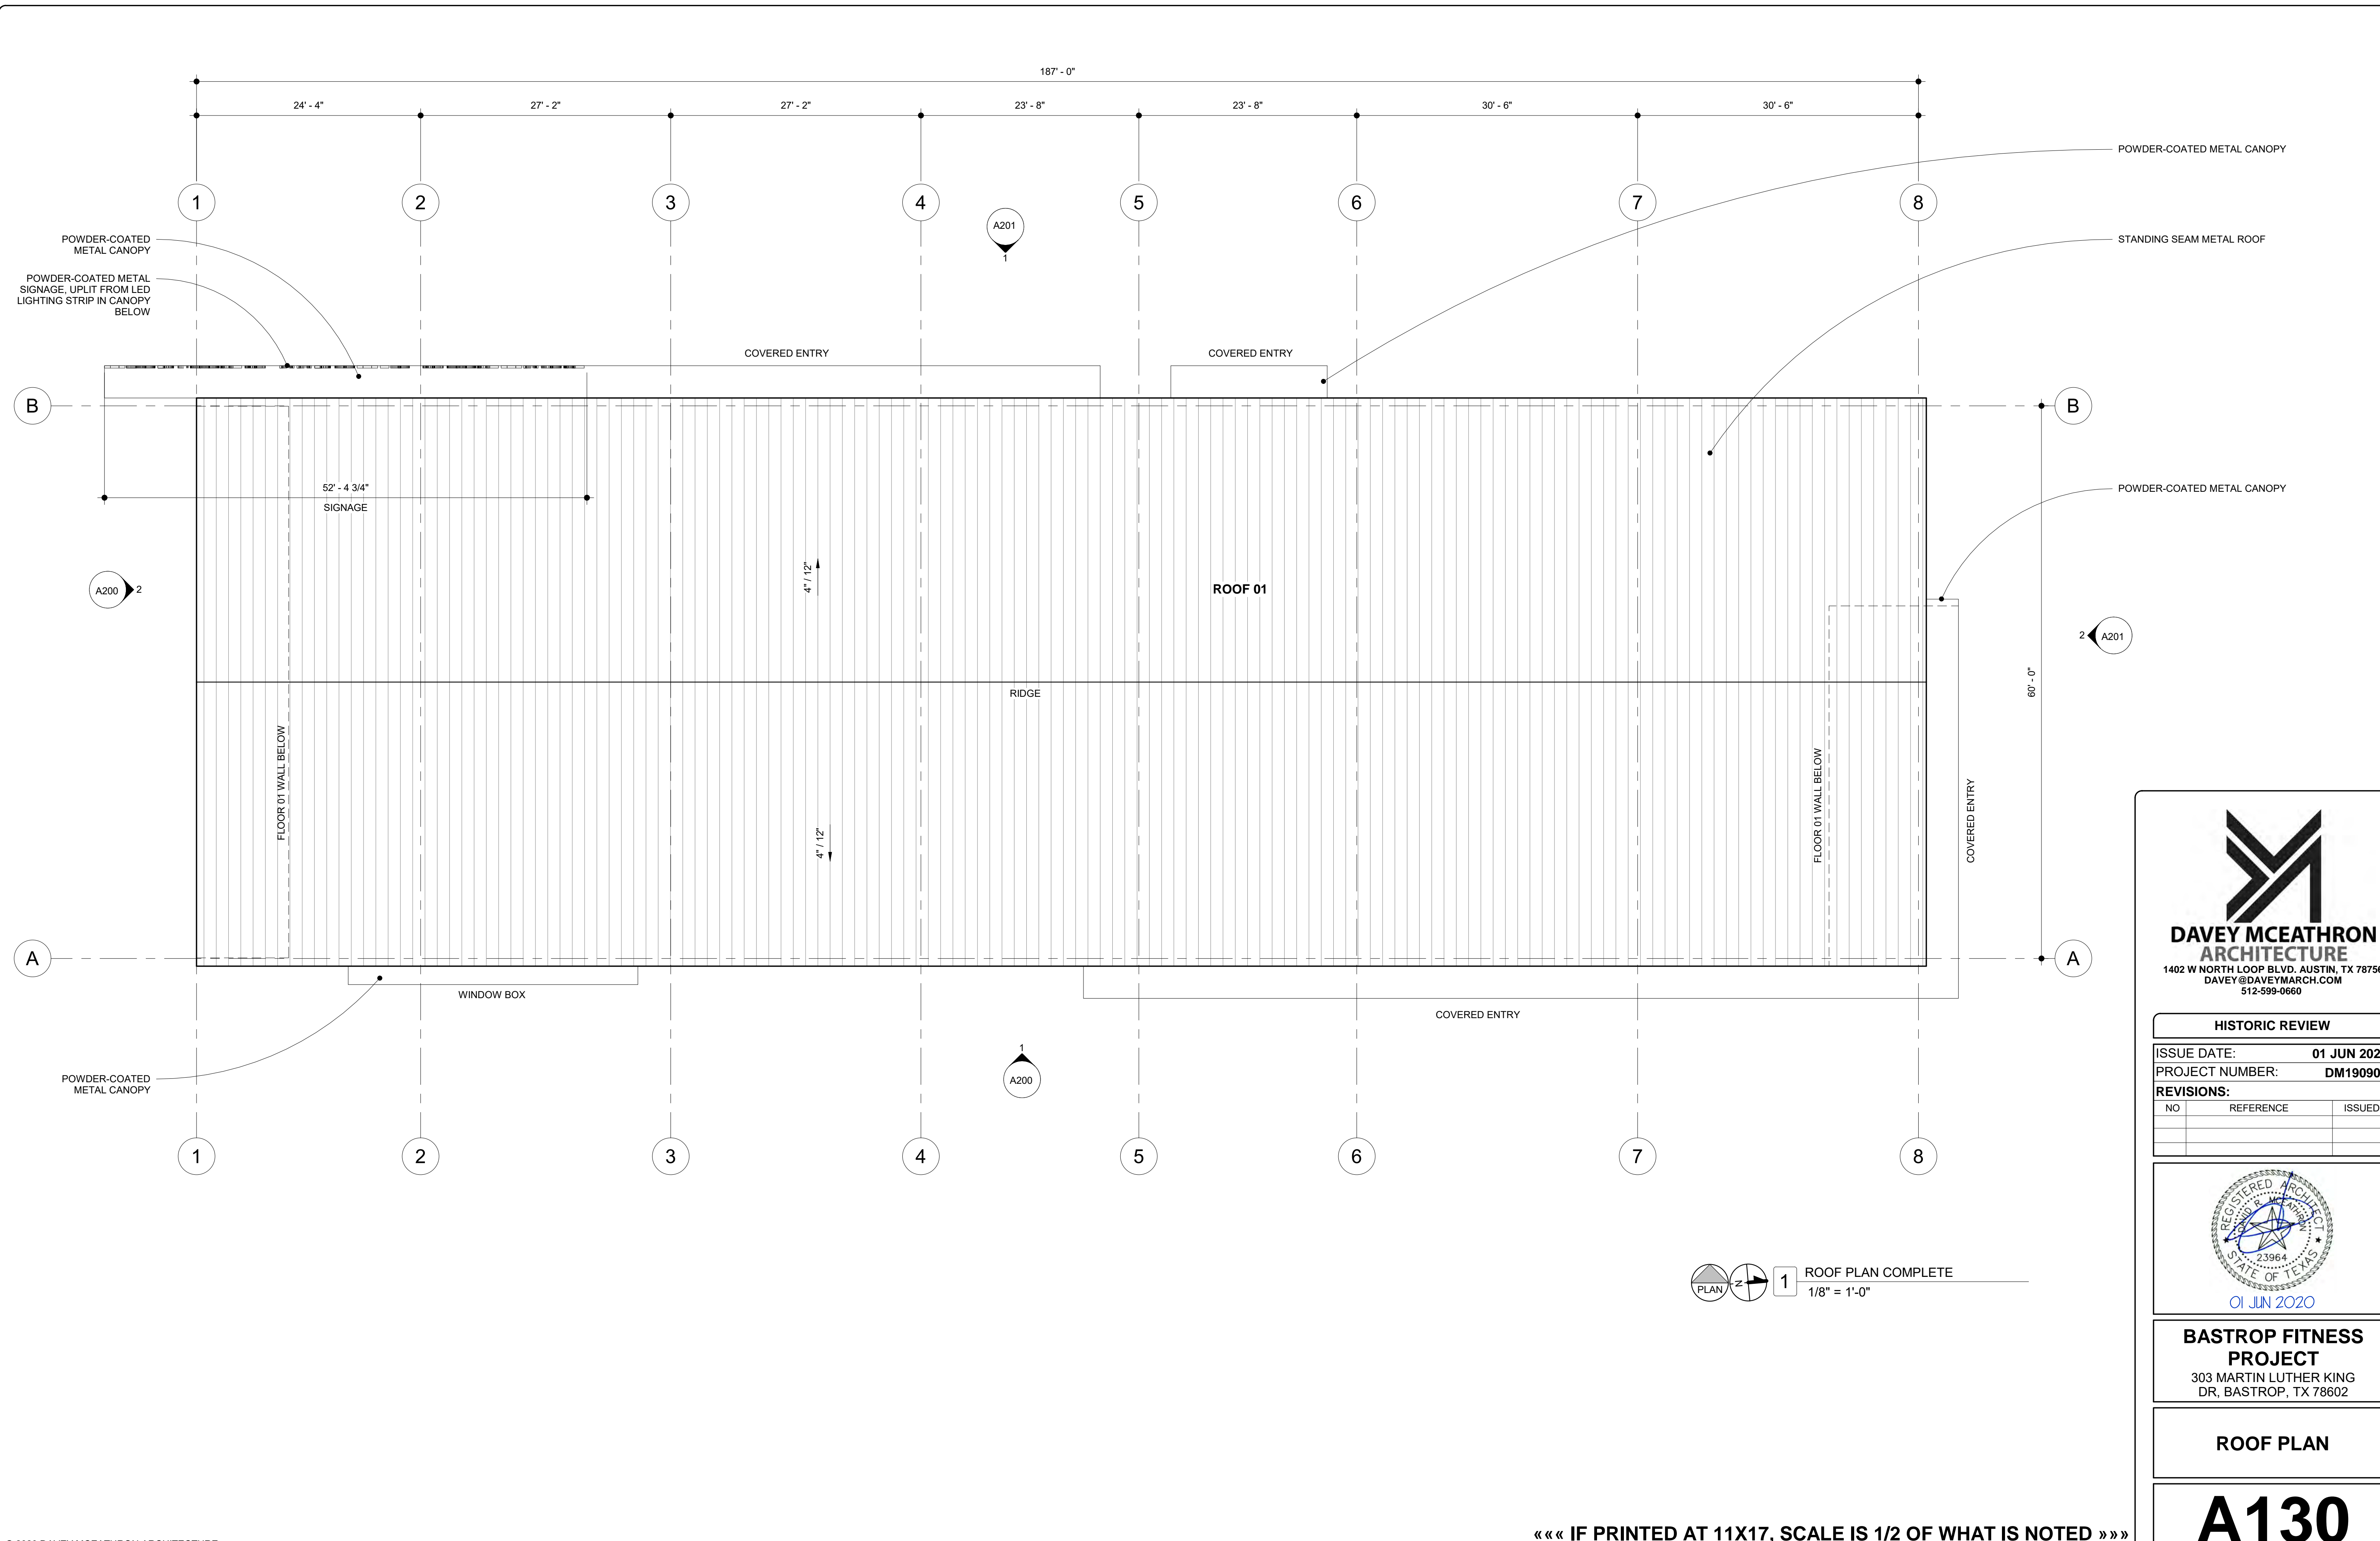 187' - 0"
24' - 4"
27' - 2"
27' - 2"
23' - 8"
23' - 8"
30' - 6"
30' - 6"
POWDER-COATED METAL CANOPY
1
2
3
4
5
6
7
8
A201
1
POWDER-COATED
METAL CANOPY
STANDING SEAM METAL ROOF
POWDER-COATED METAL
SIGNAGE, UPLIT FROM LED
LIGHTING STRIP IN CANOPY
BELOW
COVERED ENTRY
COVERED ENTRY
B
B
52' - 4 3/4"
SIGNAGE
POWDER-COATED METAL CANOPY
A200
2
4" / 12"
ROOF 01
2
A201
60' - 0"
RIDGE
FLOOR 01 WALL BELOW
4" / 12"
FLOOR 01 WALL BELOW
COVERED ENTRY
A
A
WINDOW BOX
COVERED ENTRY
1
A200
POWDER-COATED
METAL CANOPY
1
2
3
4
5
6
7
8
PLAN
N
1
ROOF PLAN COMPLETE
1/8" = 1'-0"
DAVEY MCEATHRON
ARCHITECTURE
1402 W NORTH LOOP BLVD. AUSTIN, TX 78756
DAVEY@DAVEYMARCH.COM
512-599-0660
HISTORIC REVIEW
ISSUE DATE: 01 JUN 202
PROJECT NUMBER: DM19090
REVISIONS:
NO REFERENCE ISSUED
REGISTERED ARCHITECT
DAVID R. MCEATHRON
23964
STATE OF TEXAS
01 JUN 2020
BASTROP FITNESS
PROJECT
303 MARTIN LUTHER KING
DR, BASTROP, TX 78602
ROOF PLAN
A130
««« IF PRINTED AT 11X17, SCALE IS 1/2 OF WHAT IS NOTED »»»